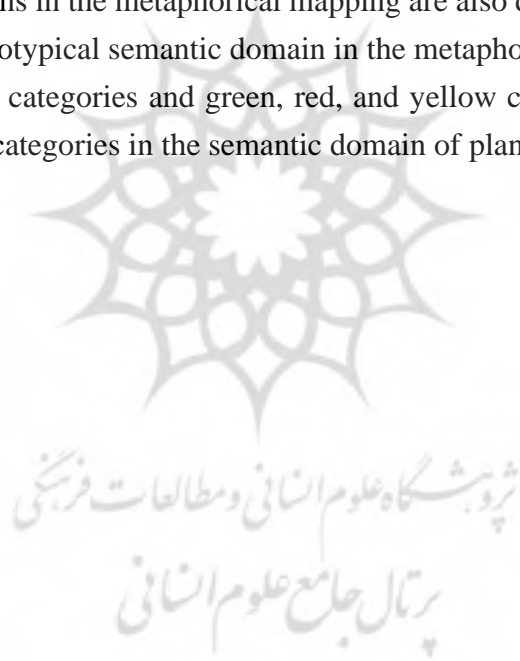 ns in the metaphorical mapping are also
otypical semantic domain in the metapho
categories and green, red, and yellow c
categories in the semantic domain of plan
پژوهشگاه علوم انسانی و مطالعات فرهنگی
پرتال جامع علوم انسانی